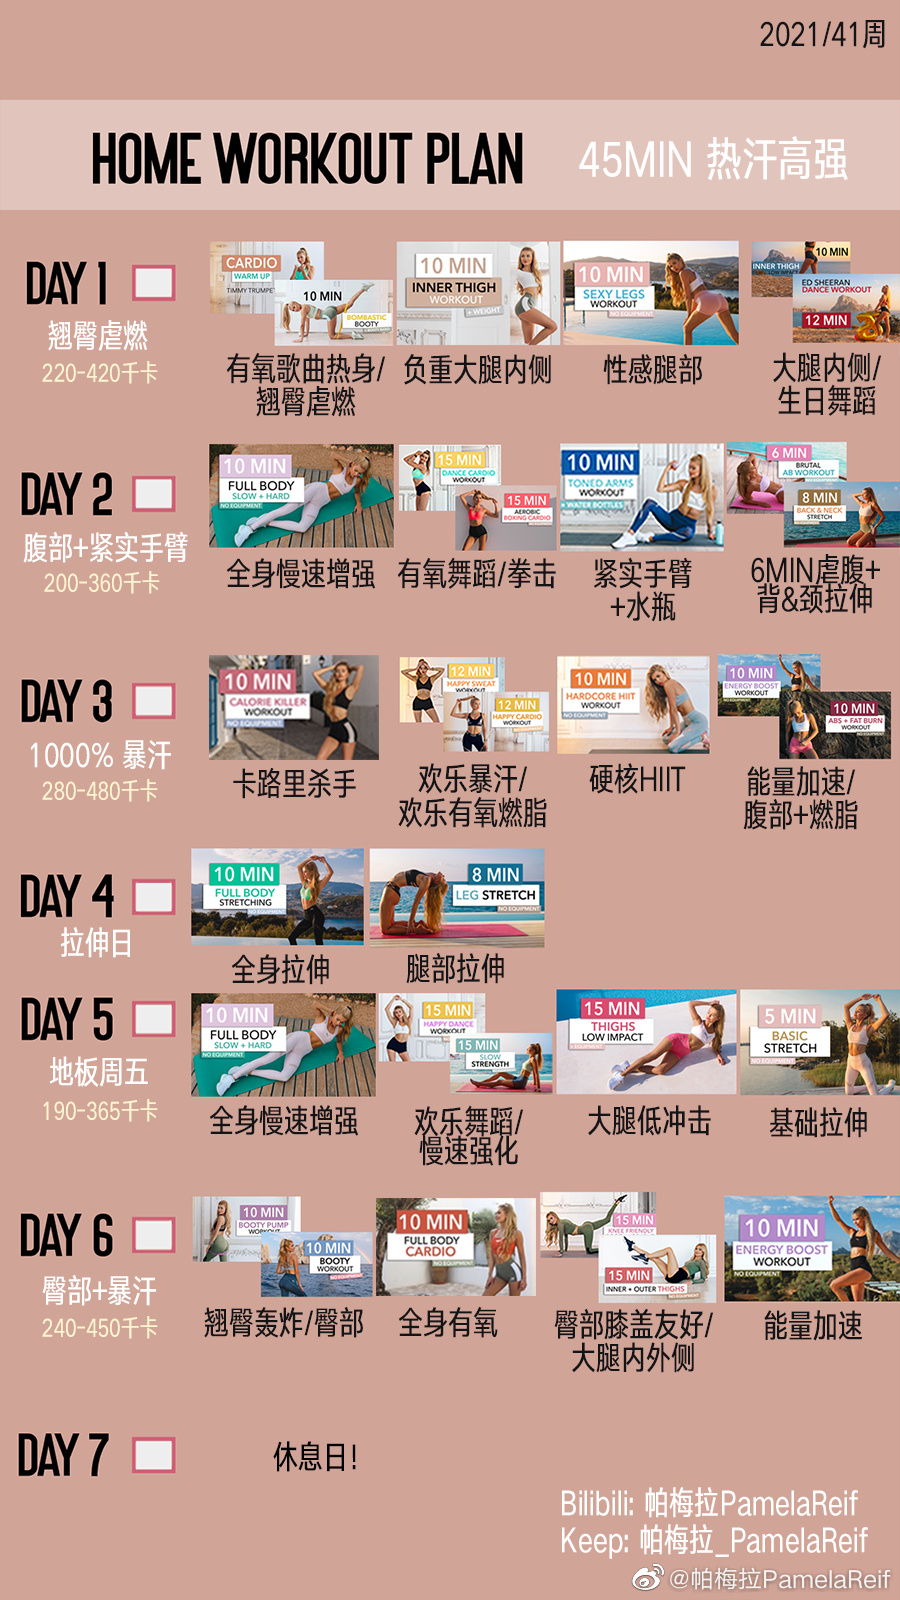 2021/41周
HOME WORKOUT PLAN
45MIN 热汗高强
DAY 1
翘臀虐燃
220-420千卡
CARDIO
WARM UP
TIMMY TRUMPET
10 MIN
BOMBASTIC
BOOTY
有氧歌曲热身/
翘臀虐燃
10 MIN
INNER THIGH
WORKOUT
+ WEIGHT
负重大腿内侧
10 MIN
SEXY LEGS
WORKOUT
NO EQUIPMENT
性感腿部
10 MIN
INNER THIGH
ED SHEERAN
DANCE WORKOUT
12 MIN
大腿内侧/
生日舞蹈
DAY 2
腹部+紧实手臂
200-360千卡
10 MIN
FULL BODY
SLOW + HARD
NO EQUIPMENT
全身慢速增强
15 MIN
DANCE CARDIO
WORKOUT
15 MIN
AEROBIC
BOXING CARDIO
有氧舞蹈/拳击
10 MIN
TONED ARMS
WORKOUT
+ WATER BOTTLES
紧实手臂
+水瓶
6 MIN
BRUTAL
AB WORKOUT
8 MIN
BACK & NECK
STRETCH
6MIN虐腹+
背&颈拉伸
DAY 3
1000% 暴汗
280-480千卡
10 MIN
CALORIE KILLER
WORKOUT
NO EQUIPMENT
卡路里杀手
12 MIN
HAPPY SWEAT
WORKOUT
12 MIN
HAPPY CARDIO
WORKOUT
欢乐暴汗/
欢乐有氧燃脂
10 MIN
HARDCORE HIIT
WORKOUT
NO EQUIPMENT
硬核HIIT
10 MIN
ENERGY BOOST
WORKOUT
10 MIN
ABS + FAT BURN
WORKOUT
能量加速/
腹部+燃脂
DAY 4
拉伸日
10 MIN
FULL BODY
STRETCHING
NO EQUIPMENT
全身拉伸
8 MIN
LEG STRETCH
NO EQUIPMENT
腿部拉伸
DAY 5
地板周五
190-365千卡
10 MIN
FULL BODY
SLOW + HARD
NO EQUIPMENT
全身慢速增强
15 MIN
HAPPY DANCE
WORKOUT
15 MIN
SLOW
STRENGTH
欢乐舞蹈/
慢速强化
15 MIN
THIGHS
LOW IMPACT
NO EQUIPMENT
大腿低冲击
5 MIN
BASIC
STRETCH
NO EQUIPMENT
基础拉伸
DAY 6
臀部+暴汗
240-450千卡
10 MIN
BOOTY PUMP
WORKOUT
10 MIN
BOOTY
WORKOUT
NO EQUIPMENT
翘臀轰炸/臀部
10 MIN
FULL BODY
CARDIO
NO EQUIPMENT
全身有氧
15 MIN
KNEE FRIENDLY
15 MIN
INNER + OUTER THIGHS
NO EQUIPMENT
臀部膝盖友好/
大腿内外侧
10 MIN
ENERGY BOOST
WORKOUT
NO EQUIPMENT
能量加速
DAY 7
休息日!
Bilibili: 帕梅拉PamelaReif
Keep: 帕梅拉_PamelaReif
@帕梅拉PamelaReif